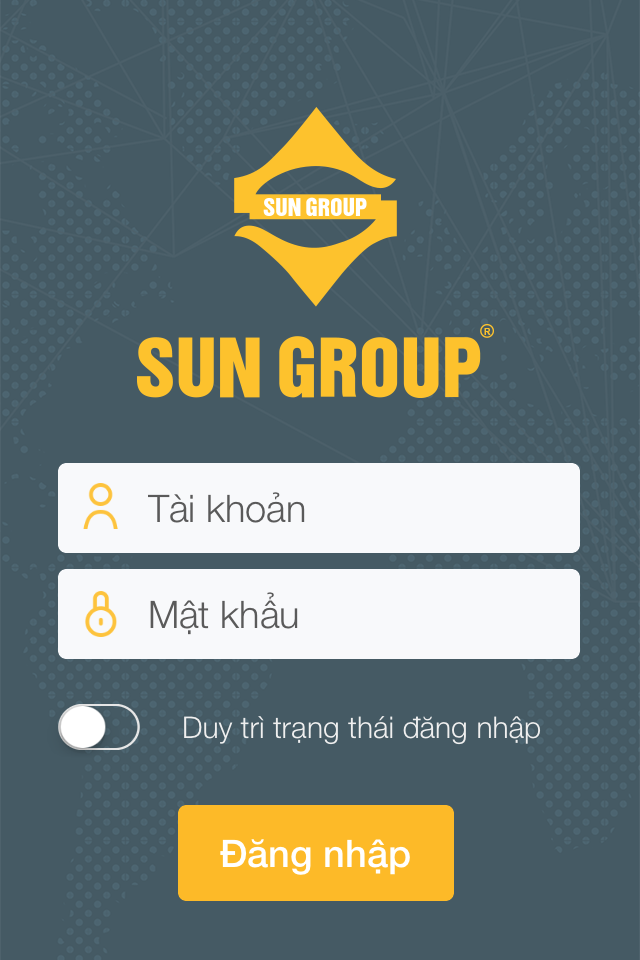 SUN GROUP
SUN GROUP®
Tài khoản
Mật khẩu
Duy trì trạng thái đăng nhập
Đăng nhập